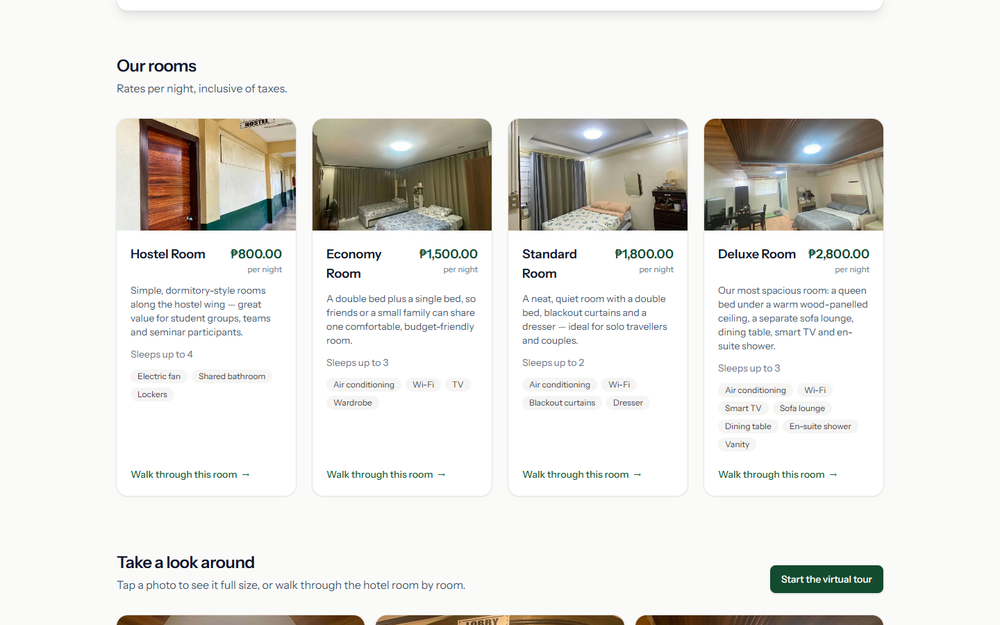 Our rooms
Rates per night, inclusive of taxes.
HOSTEL
Hostel Room
₱800.00
per night
Simple, dormitory-style rooms
along the hostel wing — great
value for student groups, teams
and seminar participants.
Sleeps up to 4
Electric fan
Shared bathroom
Lockers
Walk through this room →
Economy
Room
₱1,500.00
per night
A double bed plus a single bed, so
friends or a small family can share
one comfortable, budget-friendly
room.
Sleeps up to 3
Air conditioning
Wi-Fi
TV
Wardrobe
Walk through this room →
Standard
Room
₱1,800.00
per night
A neat, quiet room with a double
bed, blackout curtains and a
dresser — ideal for solo travellers
and couples.
Sleeps up to 2
Air conditioning
Wi-Fi
Blackout curtains
Dresser
Walk through this room →
Deluxe Room
₱2,800.00
per night
Our most spacious room: a queen
bed under a warm wood-panelled
ceiling, a separate sofa lounge,
dining table, smart TV and en-
suite shower.
Sleeps up to 3
Air conditioning
Wi-Fi
Smart TV
Sofa lounge
Dining table
En-suite shower
Vanity
Walk through this room →
Take a look around
Tap a photo to see it full size, or walk through the hotel room by room.
Start the virtual tour
LOBBY